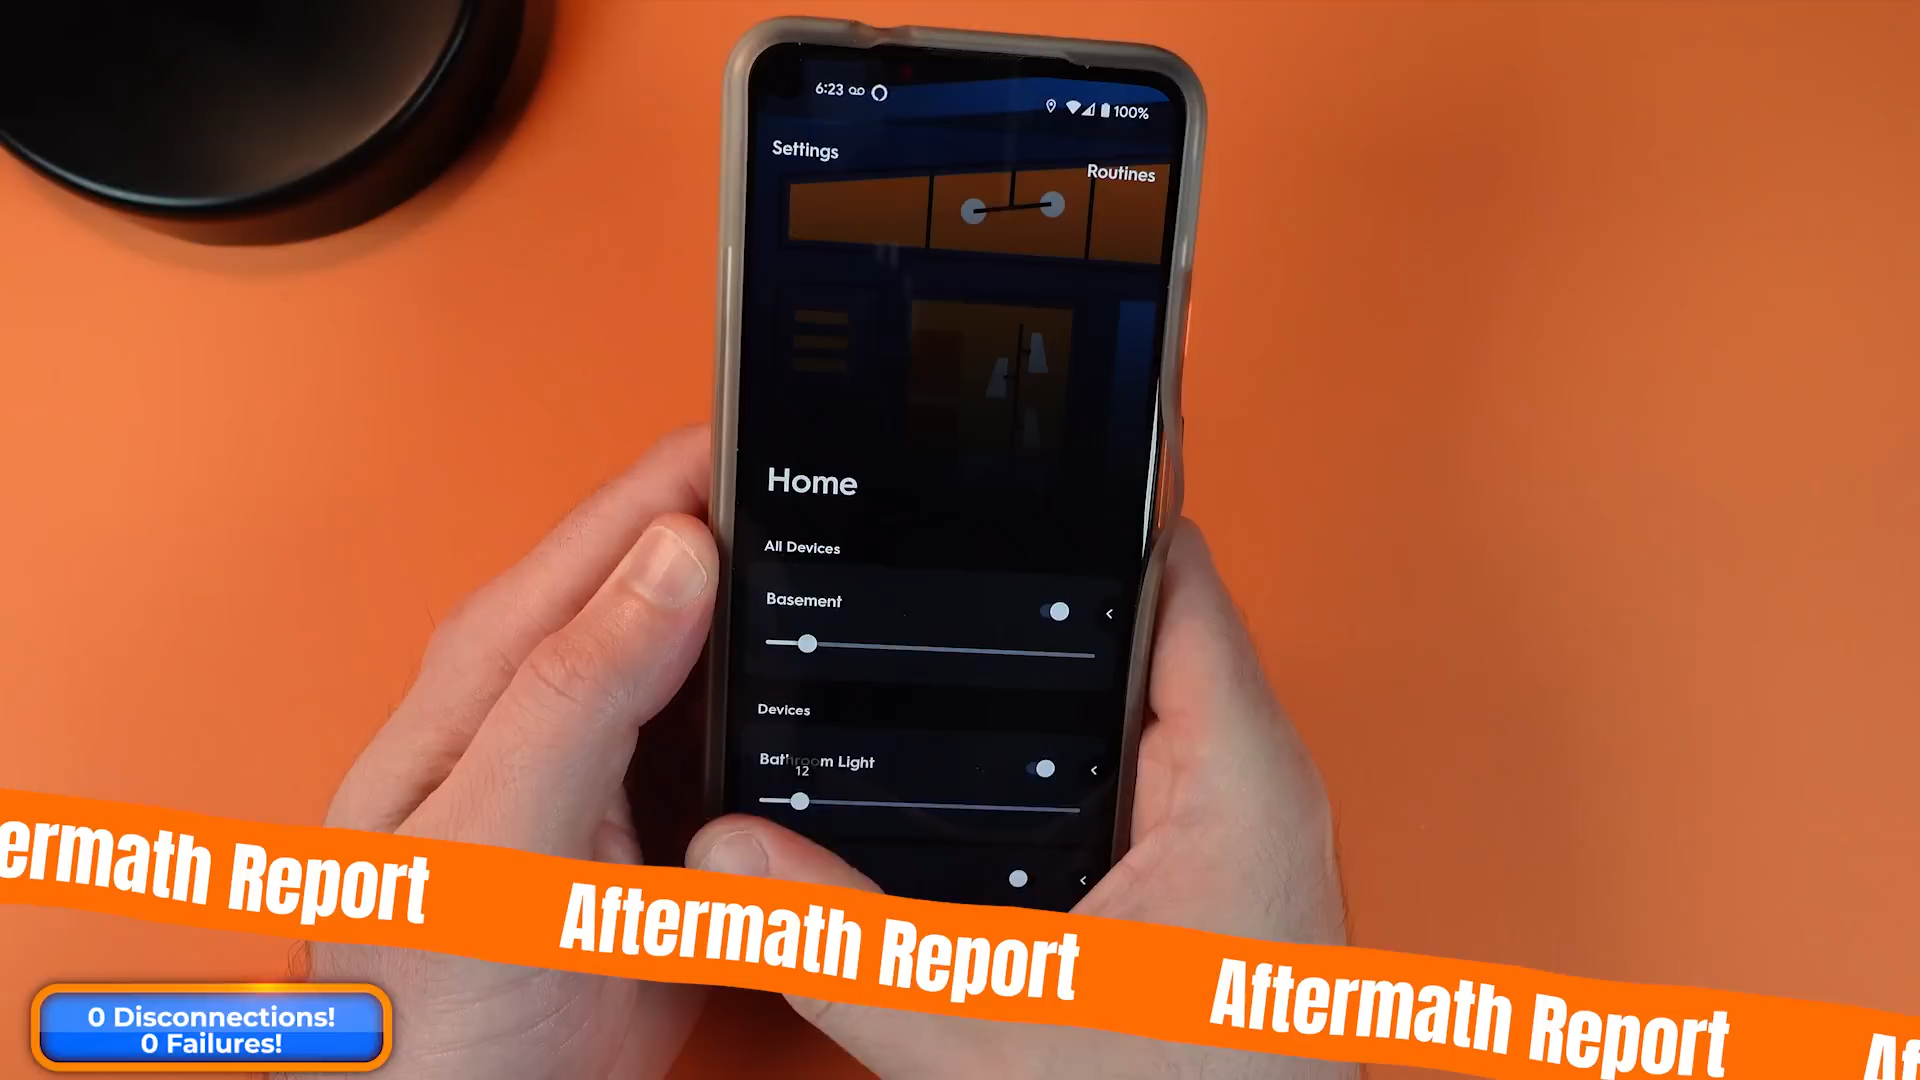 6:23
100%
Settings
Routines
Home
All Devices
Basement
Devices
Bathroom Light
12
ermath Report
Aftermath Report
Aftermath Report
Af
0 Disconnections!
0 Failures!